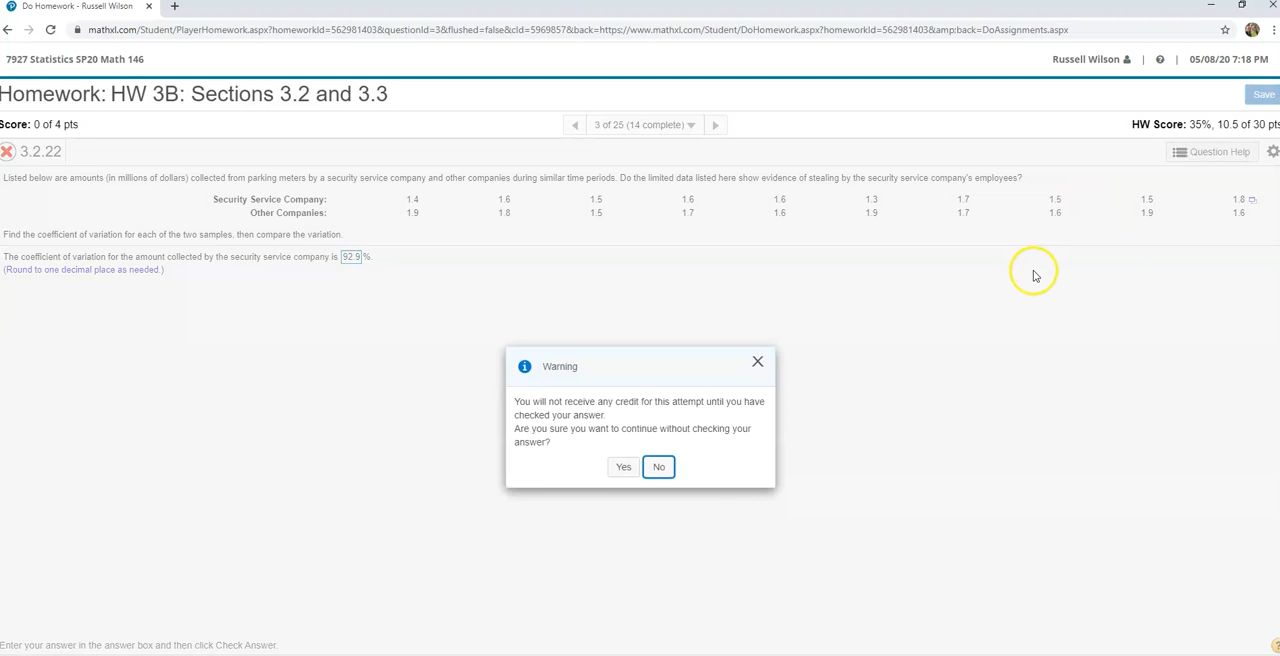 Do Homework - Russell Wilson
mathxl.com/Student/PlayerHomework.aspx?homeworkId=562981403&questionId=3&flushed=false&cId=5969857&back=https://www.mathxl.com/Student/DoHomework.aspx?homeworkId=562981403&amp;back=DoAssignments.aspx
7927 Statistics SP20 Math 146 Russell Wilson | ? | 05/08/20 7:18 PM
Homework: HW 3B: Sections 3.2 and 3.3 Save
Score: 0 of 4 pts 3 of 25 (14 complete) HW Score: 35%, 10.5 of 30 pts
3.2.22 Question Help
Listed below are amounts (in millions of dollars) collected from parking meters by a security service company and other companies during similar time periods. Do the limited data listed here show evidence of stealing by the security service company's employees?
Security Service Company: 1.4 1.6 1.5 1.6 1.6 1.3 1.7 1.5 1.5 1.8
Other Companies: 1.9 1.8 1.5 1.7 1.6 1.9 1.7 1.6 1.9 1.6
Find the coefficient of variation for each of the two samples, then compare the variation.
The coefficient of variation for the amount collected by the security service company is 92.9 %.
(Round to one decimal place as needed.)
Warning
You will not receive any credit for this attempt until you have
checked your answer.
Are you sure you want to continue without checking your
answer?
Yes No
Enter your answer in the answer box and then click Check Answer.
?